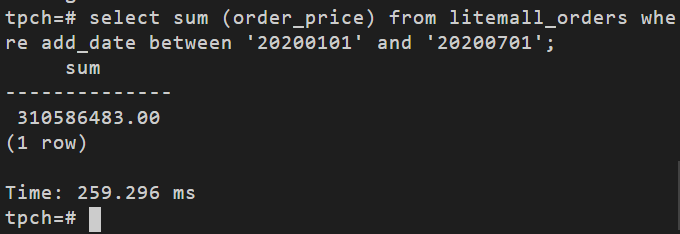 tpch=# select sum (order_price) from litemall_orders whe
re add_date between '20200101' and '20200701';
     sum
--------------
 310586483.00
(1 row)

Time: 259.296 ms
tpch=#